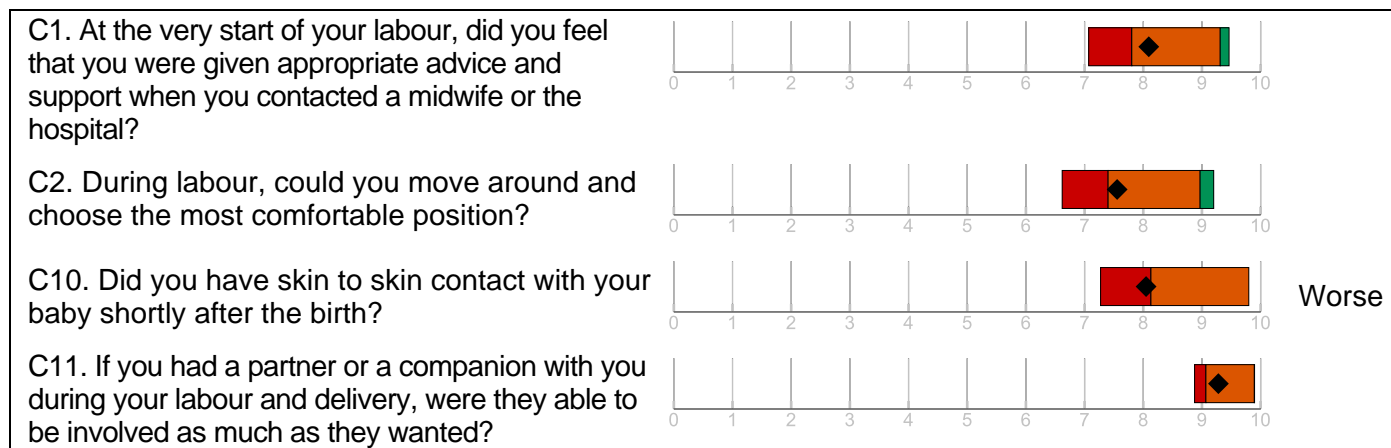 C1. At the very start of your labour, did you feel
that you were given appropriate advice and
support when you contacted a midwife or the
hospital?
0 1 2 3 4 5 6 7 8 9 10
C2. During labour, could you move around and
choose the most comfortable position?
0 1 2 3 4 5 6 7 8 9 10
C10. Did you have skin to skin contact with your
baby shortly after the birth?
0 1 2 3 4 5 6 7 8 9 10
Worse
C11. If you had a partner or a companion with you
during your labour and delivery, were they able to
be involved as much as they wanted?
0 1 2 3 4 5 6 7 8 9 10